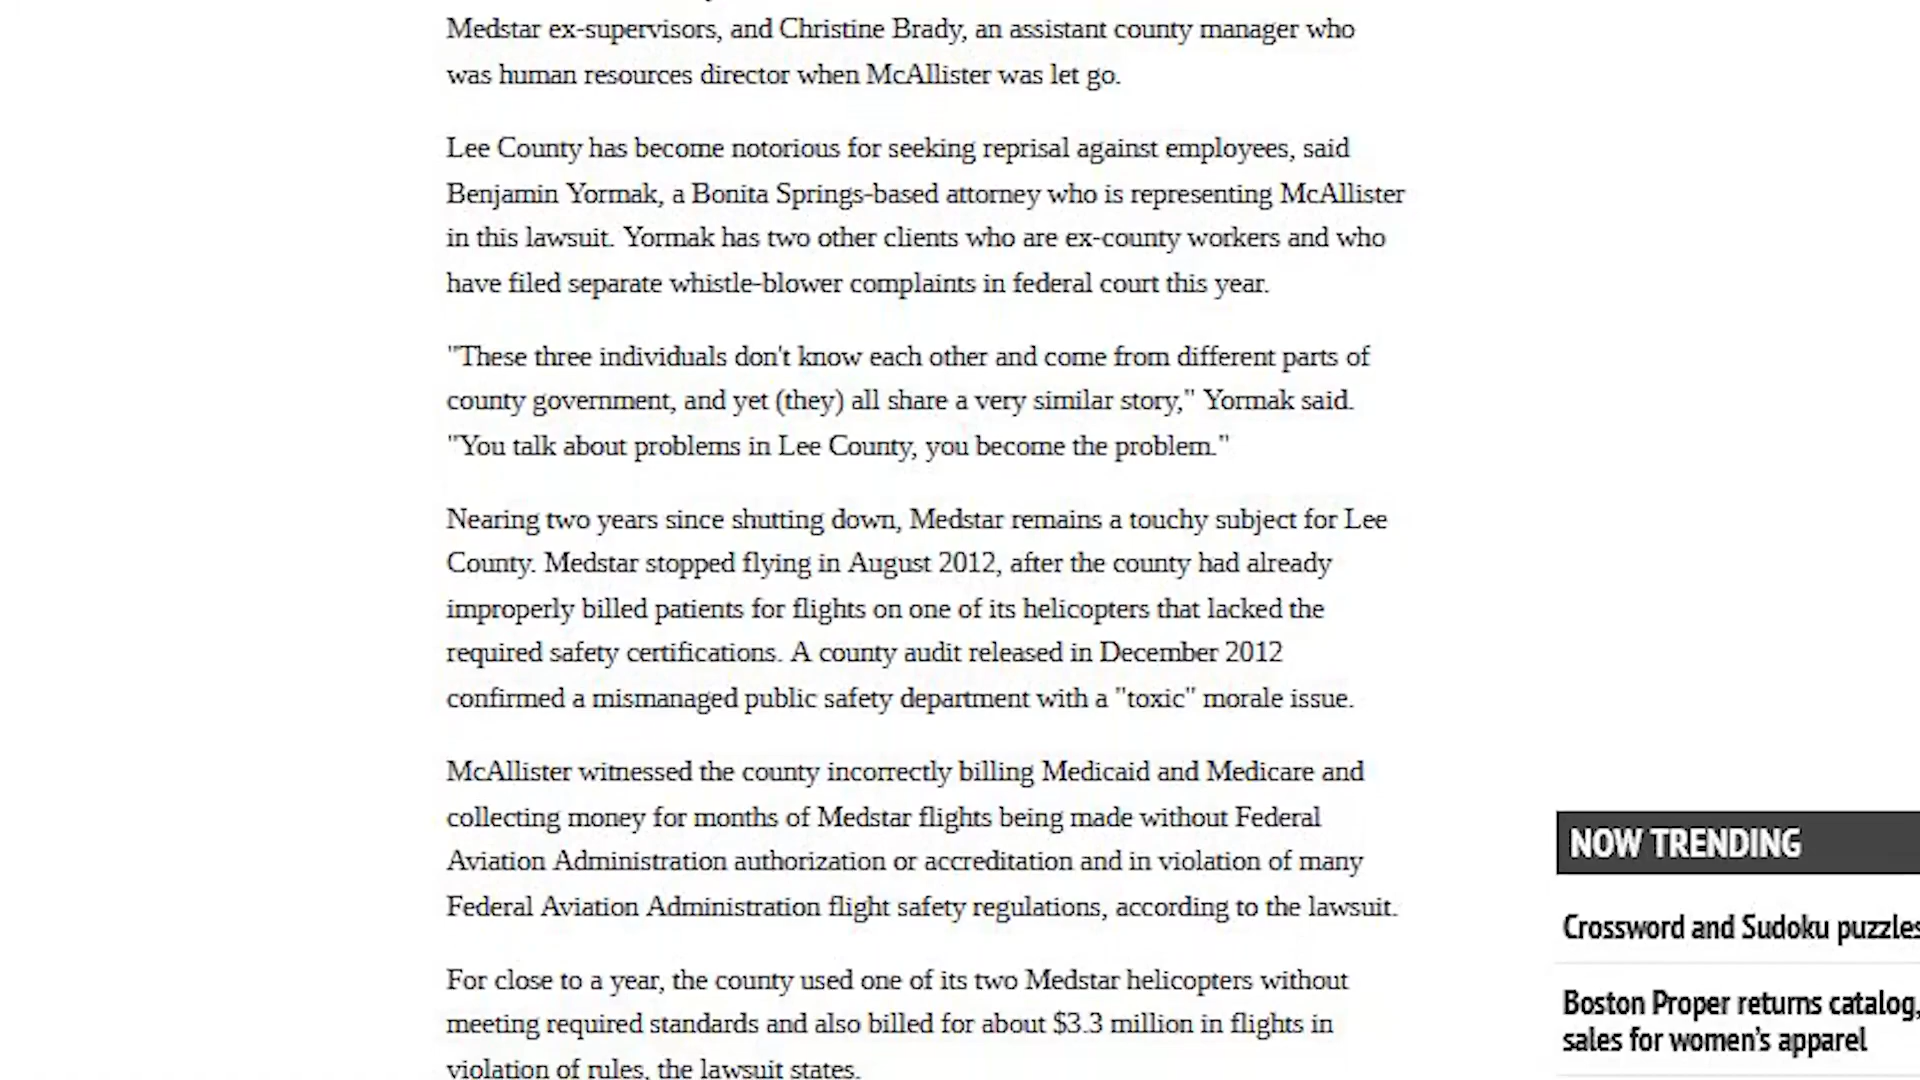 Medstar ex-supervisors, and Christine Brady, an assistant county manager who
was human resources director when McAllister was let go.
Lee County has become notorious for seeking reprisal against employees, said
Benjamin Yormak, a Bonita Springs-based attorney who is representing McAllister
in this lawsuit. Yormak has two other clients who are ex-county workers and who
have filed separate whistle-blower complaints in federal court this year.
"These three individuals don't know each other and come from different parts of
county government, and yet (they) all share a very similar story," Yormak said.
"You talk about problems in Lee County, you become the problem."
Nearing two years since shutting down, Medstar remains a touchy subject for Lee
County. Medstar stopped flying in August 2012, after the county had already
improperly billed patients for flights on one of its helicopters that lacked the
required safety certifications. A county audit released in December 2012
confirmed a mismanaged public safety department with a "toxic" morale issue.
McAllister witnessed the county incorrectly billing Medicaid and Medicare and
collecting money for months of Medstar flights being made without Federal
Aviation Administration authorization or accreditation and in violation of many
Federal Aviation Administration flight safety regulations, according to the lawsuit.
For close to a year, the county used one of its two Medstar helicopters without
meeting required standards and also billed for about $3.3 million in flights in
violation of rules, the lawsuit states.
NOW TRENDING
Crossword and Sudoku puzzles
Boston Proper returns catalog,
sales for women's apparel